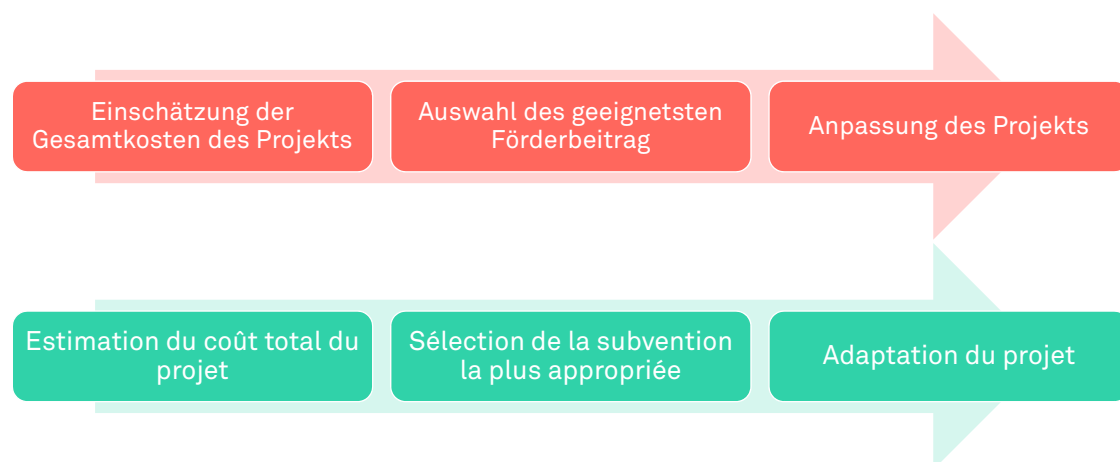 Einschätzung der
Gesamtkosten des Projekts
Auswahl des geeignetsten
Förderbeitrag
Anpassung des Projekts
Estimation du coût total du
projet
Sélection de la subvention
la plus appropriée
Adaptation du projet